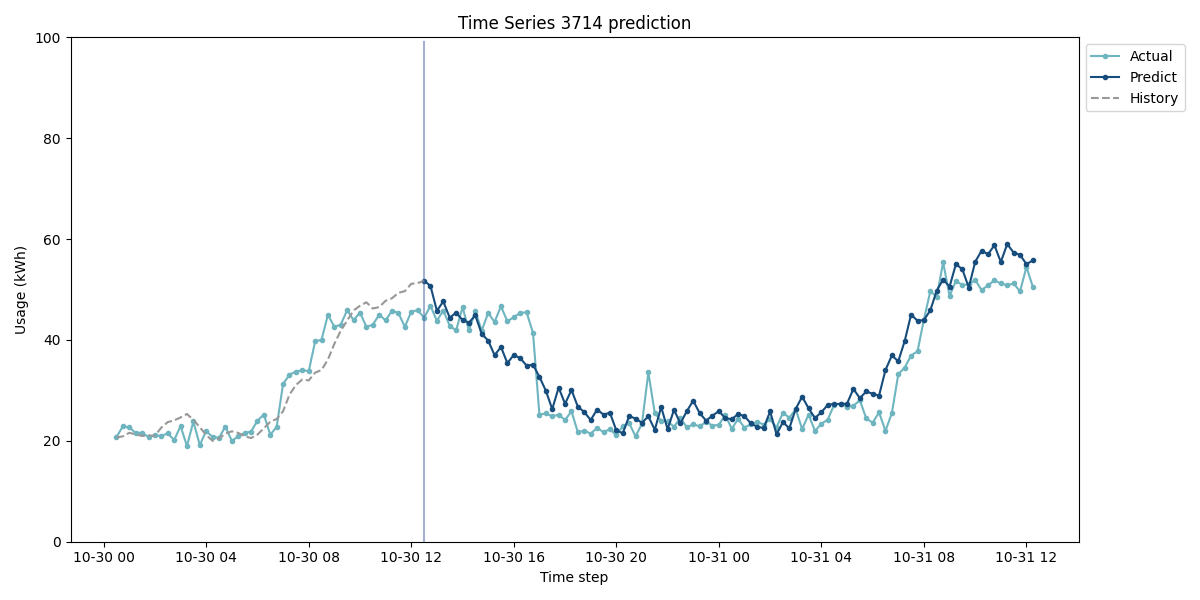 Time Series 3714 prediction
100
80
60
40
20
0
Usage (kWh)
10-30 00 10-30 04 10-30 08 10-30 12 10-30 16 10-30 20 10-31 00 10-31 04 10-31 08 10-31 12
Time step
Actual
Predict
History